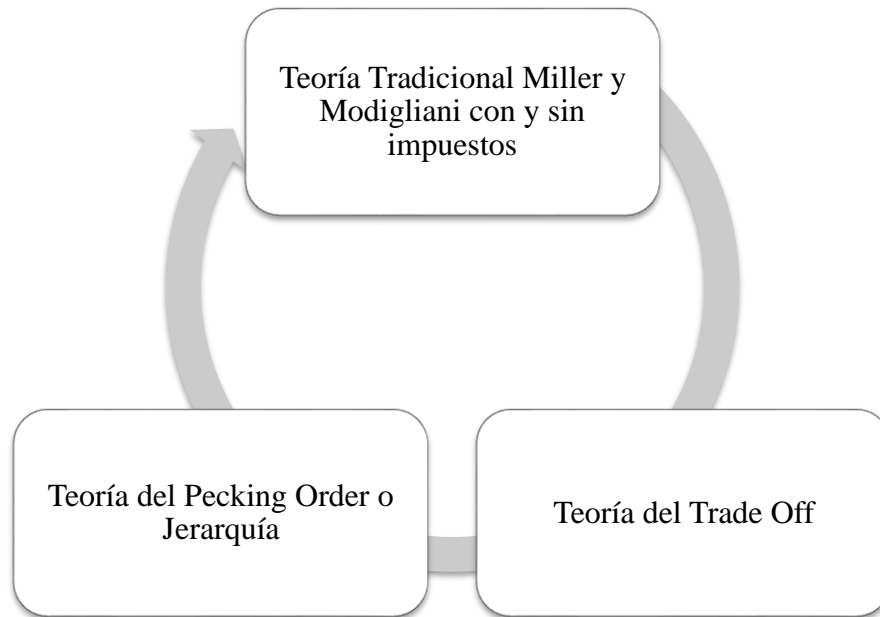 Teoría Tradicional Miller y
Modigliani con y sin
impuestos
Teoría del Pecking Order o
Jerarquía
Teoría del Trade Off